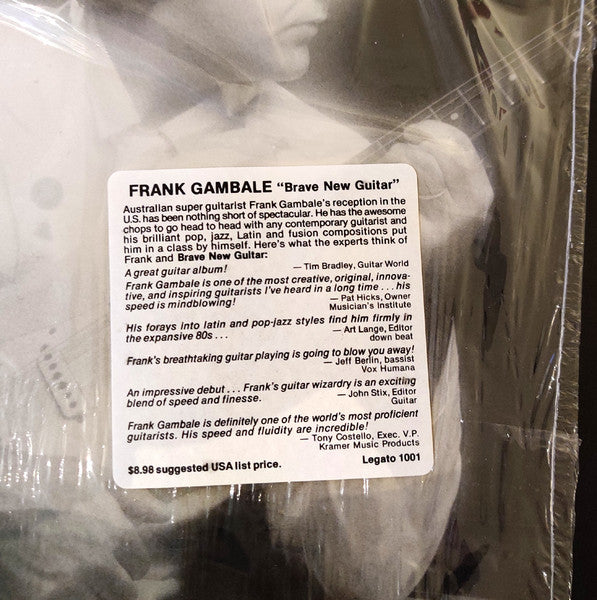 FRANK GAMBALE "Brave New Guitar"
Australian super guitarist Frank Gambale's reception in the
U.S. has been nothing short of spectacular. He has the awesome
chops to go head to head with any contemporary guitarist and
his brilliant pop, jazz, Latin and fusion compositions put
him in a class by himself. Here's what the experts think of
Frank and Brave New Guitar:
A great guitar album!
— Tim Bradley, Guitar World
Frank Gambale is one of the most creative, original, innova-
tive, and inspiring guitarists I've heard in a long time . . . his
speed is mindblowing!
— Pat Hicks, Owner
Musician's Institute
His forays into latin and pop-jazz styles find him firmly in
the expansive 80s . . .
— Art Lange, Editor
down beat
Frank's breathtaking guitar playing is going to blow you away!
— Jeff Berlin, bassist
Vox Humana
An impressive debut . . . Frank's guitar wizardry is an exciting
blend of speed and finesse.
— John Stix, Editor
Guitar
Frank Gambale is definitely one of the world's most proficient
guitarists. His speed and fluidity are incredible!
— Tony Costello, Exec. V.P.
Kramer Music Products
$8.98 suggested USA list price.
Legato 1001